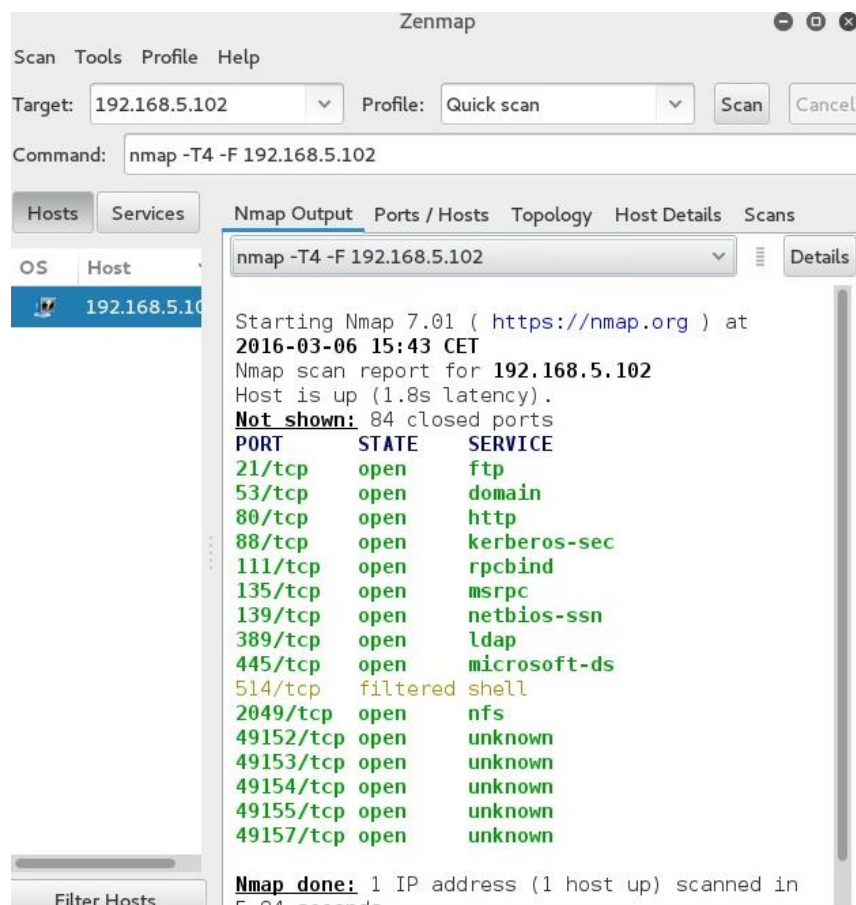 Zenmap
Scan Tools Profile Help
Target: 192.168.5.102 Profile: Quick scan Scan Cancel
Command: nmap -T4 -F 192.168.5.102
Hosts Services Nmap Output Ports / Hosts Topology Host Details Scans
OS Host nmap -T4 -F 192.168.5.102 Details
192.168.5.10
Starting Nmap 7.01 ( https://nmap.org ) at
2016-03-06 15:43 CET
Nmap scan report for 192.168.5.102
Host is up (1.8s latency).
Not shown: 84 closed ports
PORT STATE SERVICE
21/tcp open ftp
53/tcp open domain
80/tcp open http
88/tcp open kerberos-sec
111/tcp open rpcbind
135/tcp open msrpc
139/tcp open netbios-ssn
389/tcp open ldap
445/tcp open microsoft-ds
514/tcp filtered shell
2049/tcp open nfs
49152/tcp open unknown
49153/tcp open unknown
49154/tcp open unknown
49155/tcp open unknown
49157/tcp open unknown
Nmap done: 1 IP address (1 host up) scanned in
Filter Hosts
seconds